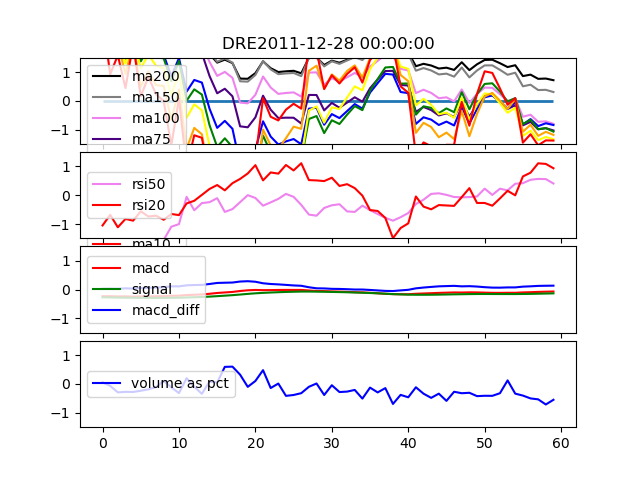 DRE2011-12-28 00:00:00
1
0
−1
ma200
ma150
ma100
ma75
1
0
−1
rsi50
rsi20
ma10
1
0
−1
macd
signal
macd_diff
1
0
−1
volume as pct
0 10 20 30 40 50 60